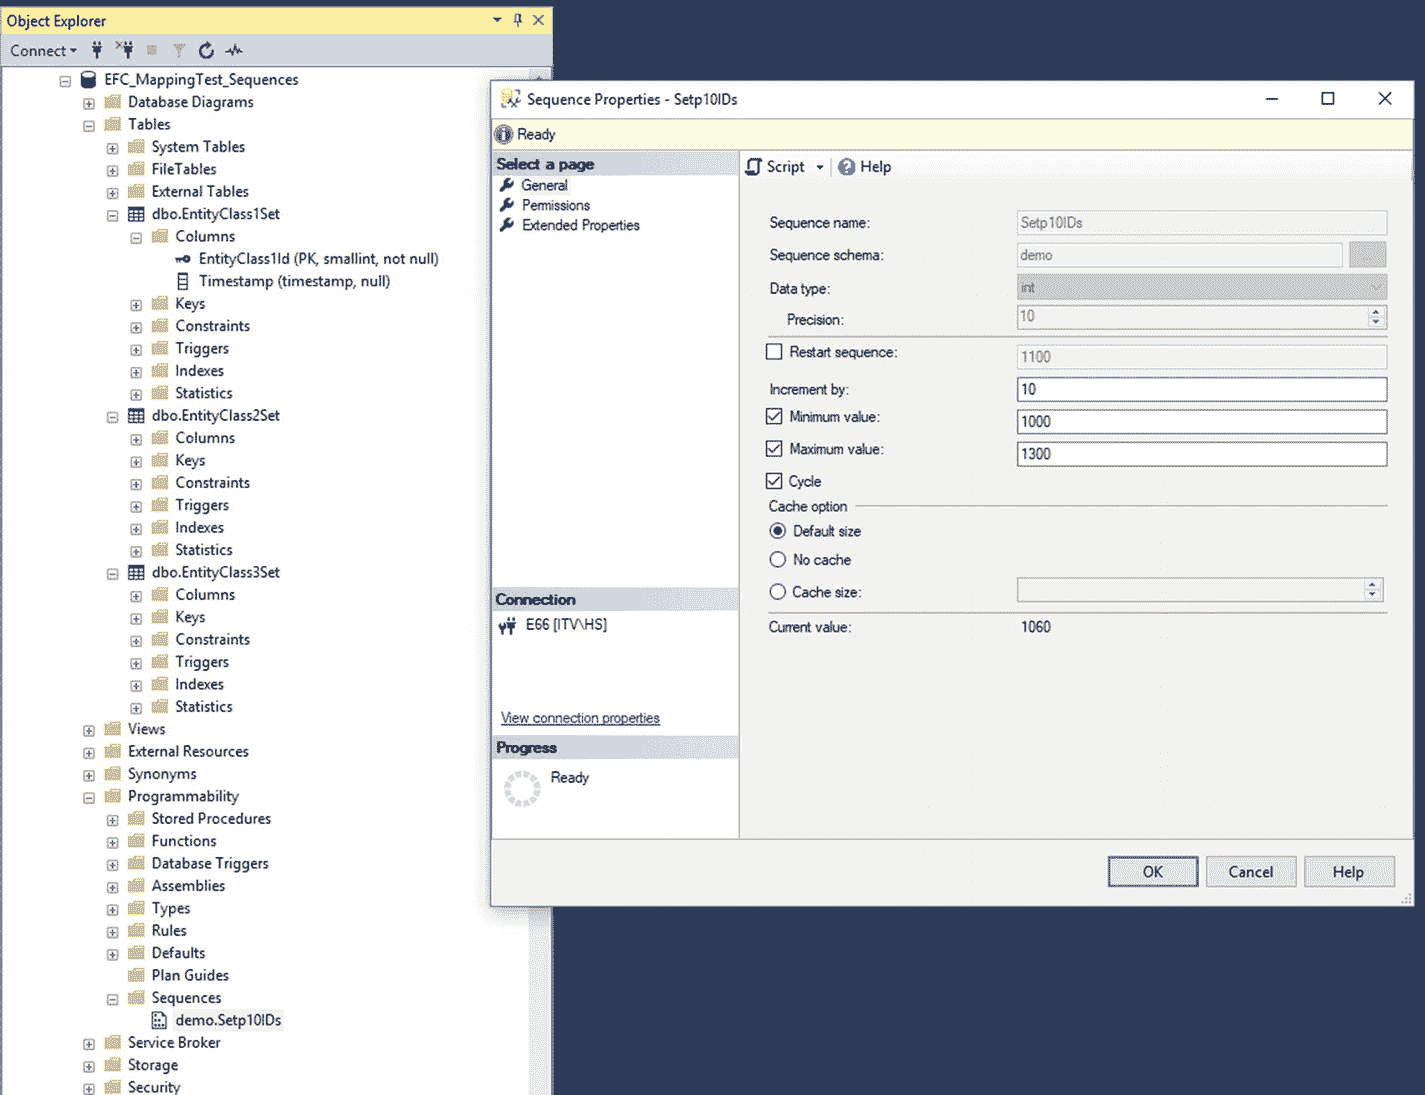 Object Explorer
Connect
EFC_MappingTest_Sequences
Database Diagrams
Tables
System Tables
FileTables
External Tables
dbo.EntityClass1Set
Columns
EntityClass1Id (PK, smallint, not null)
Timestamp (timestamp, null)
Keys
Constraints
Triggers
Indexes
Statistics
dbo.EntityClass2Set
Columns
Keys
Constraints
Triggers
Indexes
Statistics
dbo.EntityClass3Set
Columns
Keys
Constraints
Triggers
Indexes
Statistics
Views
External Resources
Synonyms
Programmability
Stored Procedures
Functions
Database Triggers
Assemblies
Types
Rules
Defaults
Plan Guides
Sequences
demo.Setp10IDs
Service Broker
Storage
Security
Sequence Properties - Setp10IDs
Ready
Select a page
General
Permissions
Extended Properties
Connection
E66 [ITV\HS]
View connection properties
Progress
Ready
Script Help
Sequence name: Setp10IDs
Sequence schema: demo ...
Data type: int
Precision: 10
Restart sequence: 1100
Increment by: 10
Minimum value: 1000
Maximum value: 1300
Cycle
Cache option
Default size
No cache
Cache size:
Current value: 1060
OK Cancel Help